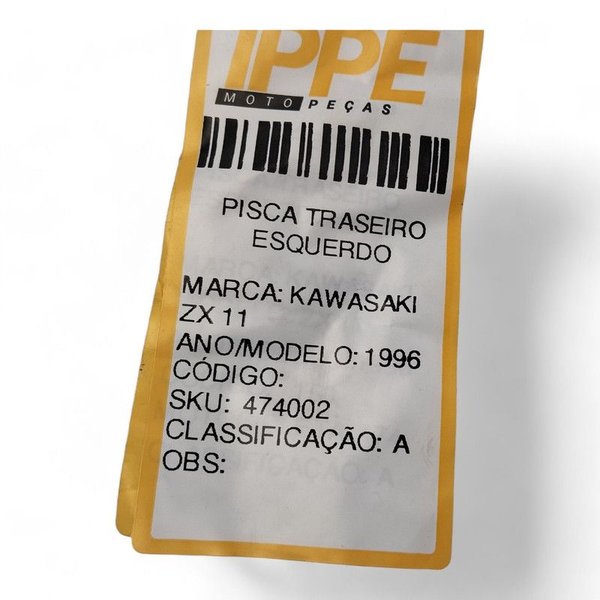 IPPE
MOTO PEÇAS
PISCA TRASEIRO
ESQUERDO
MARCA: KAWASAKI
ZX 11
ANO/MODELO: 1996
CÓDIGO:
SKU: 474002
CLASSIFICAÇÃO: A
OBS: